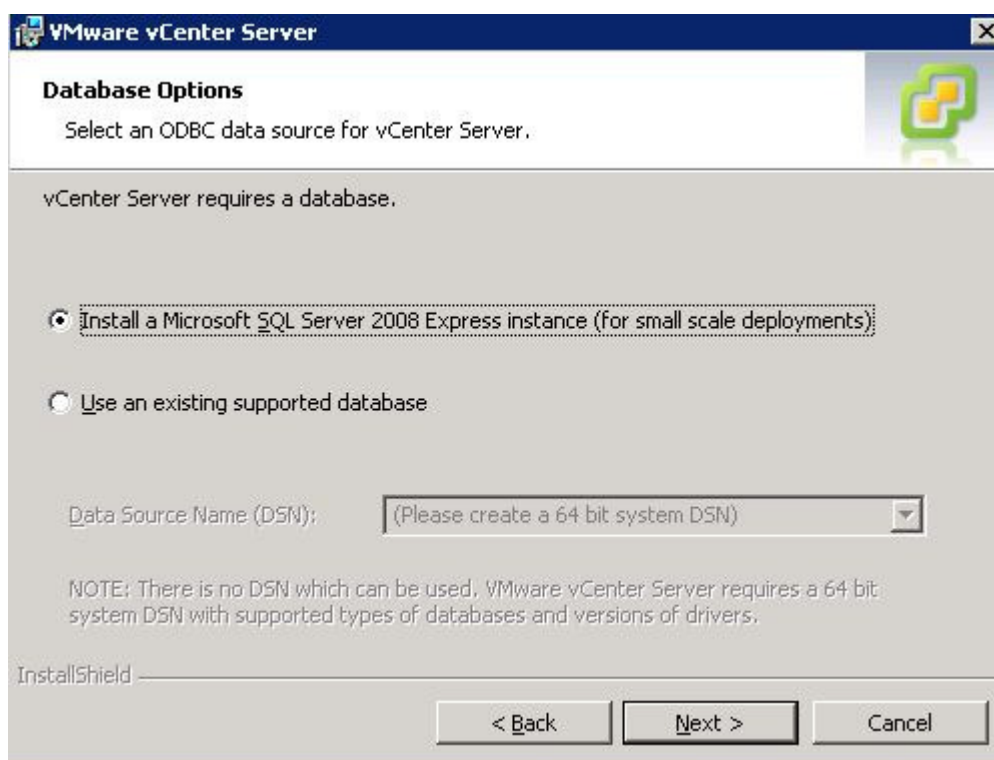 VMware vCenter Server
Database Options
Select an ODBC data source for vCenter Server.
vCenter Server requires a database.
Install a Microsoft SQL Server 2008 Express instance (for small scale deployments)
Use an existing supported database
Data Source Name (DSN):
(Please create a 64 bit system DSN)
NOTE: There is no DSN which can be used. VMware vCenter Server requires a 64 bit
system DSN with supported types of databases and versions of drivers.
InstallShield
< Back
Next >
Cancel